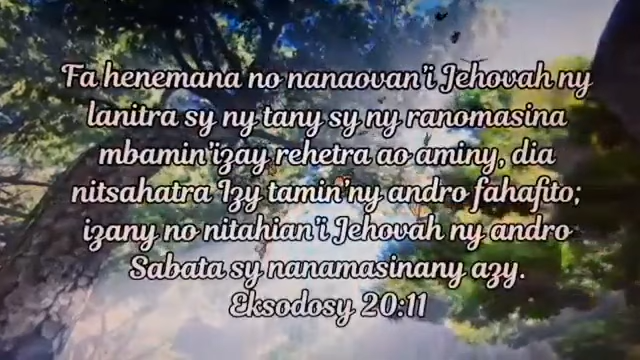 Fa henemana no nanaovan'i Jehovah ny
lanitra sy ny tany sy ny ranomasina
mbamin'izay rehetra ao aminy, dia
nitsahatra Izy tamin'ny andro fahafito;
izany no nitahian'i Jehovah ny andro
Sabata sy nanamasinany azy.
Eksodosy 20:11